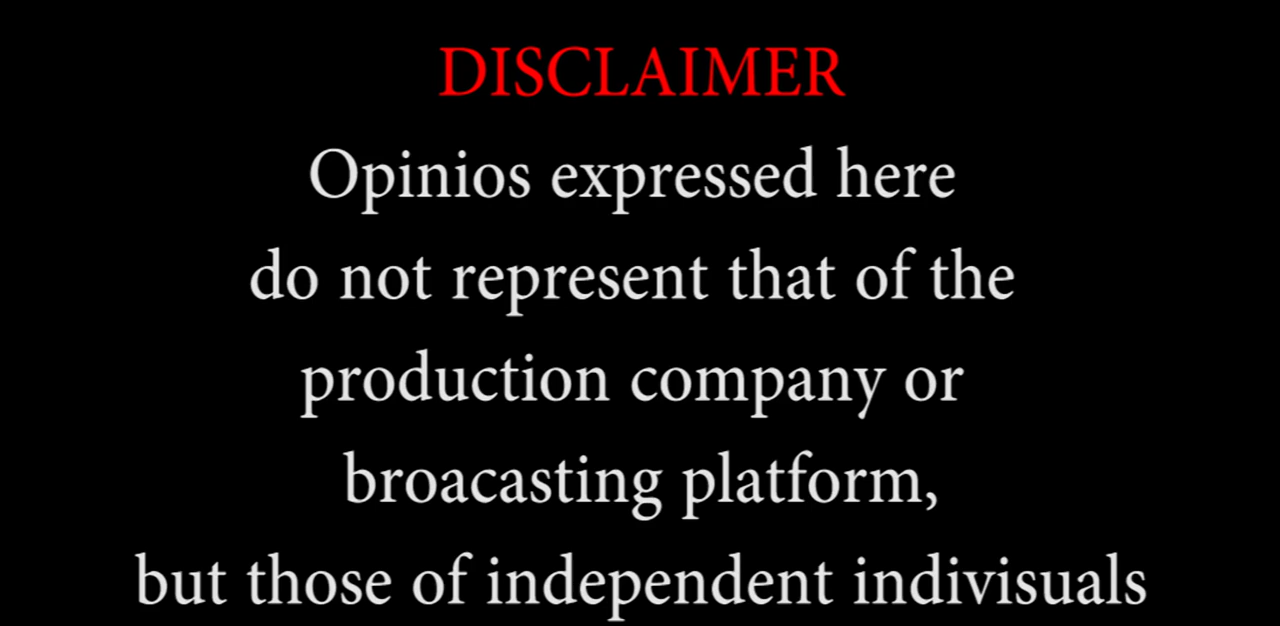 DISCLAIMER
Opinios expressed here
do not represent that of the
production company or
broacasting platform,
but those of independent indivisuals